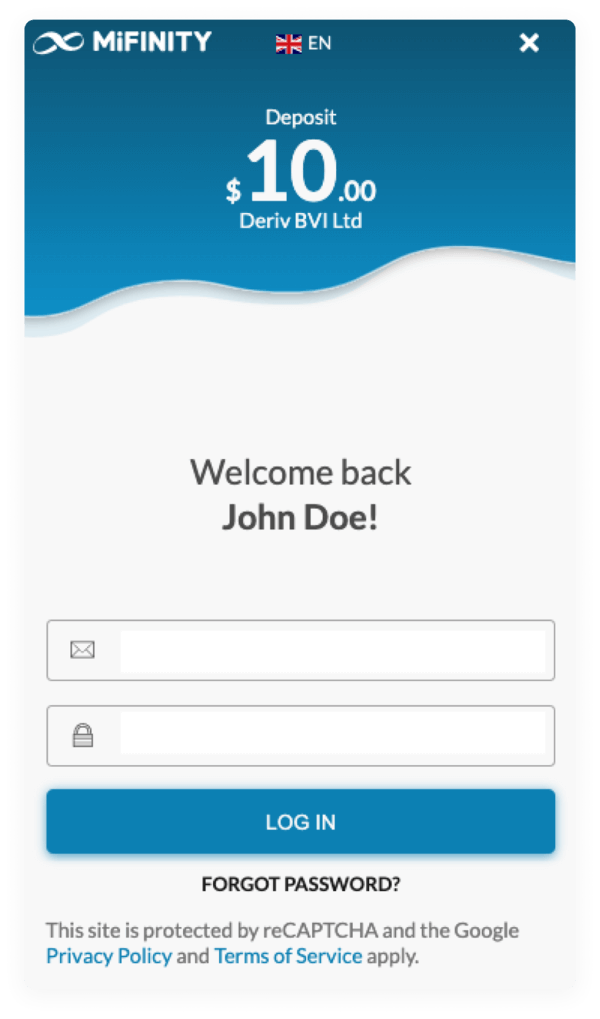 MiFINITY
EN
Deposit
$10.00
Deriv BVI Ltd
Welcome back
John Doe!
LOG IN
FORGOT PASSWORD?
This site is protected by reCAPTCHA and the Google
Privacy Policy and Terms of Service apply.